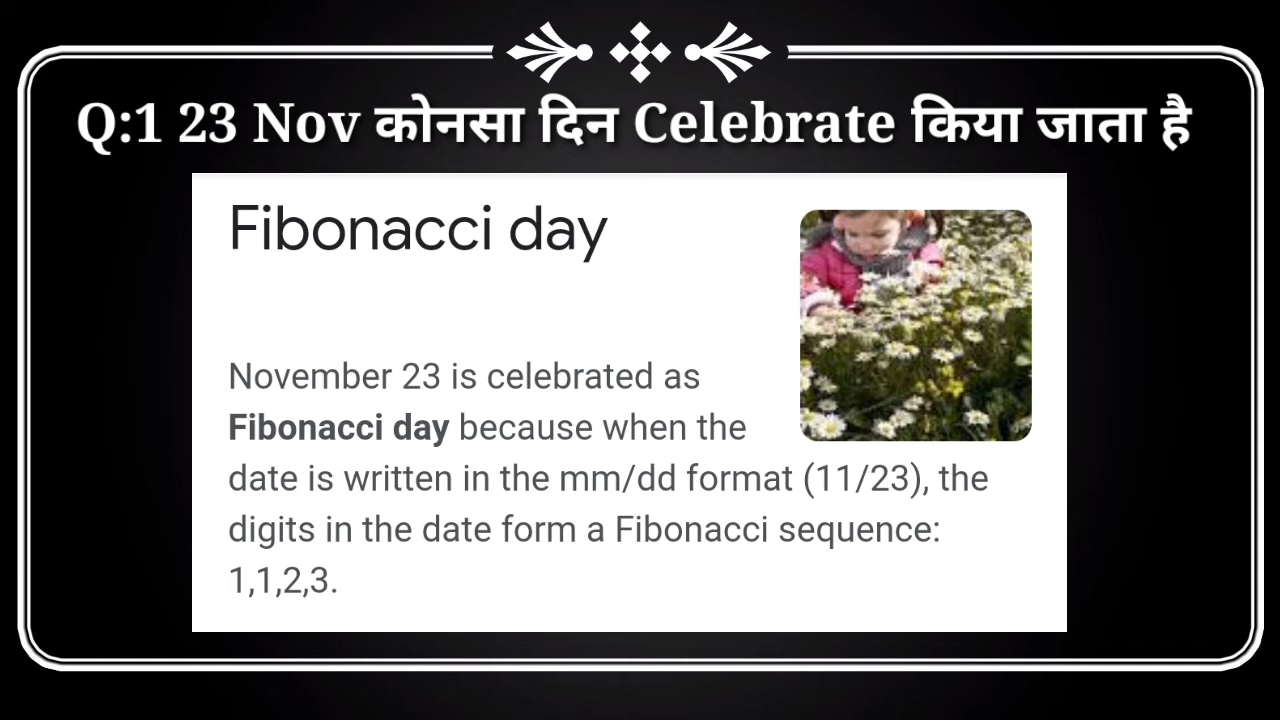 Q:1 23 Nov कोनसा दिन Celebrate किया जाता है
Fibonacci day
November 23 is celebrated as
Fibonacci day because when the
date is written in the mm/dd format (11/23), the
digits in the date form a Fibonacci sequence:
1,1,2,3.